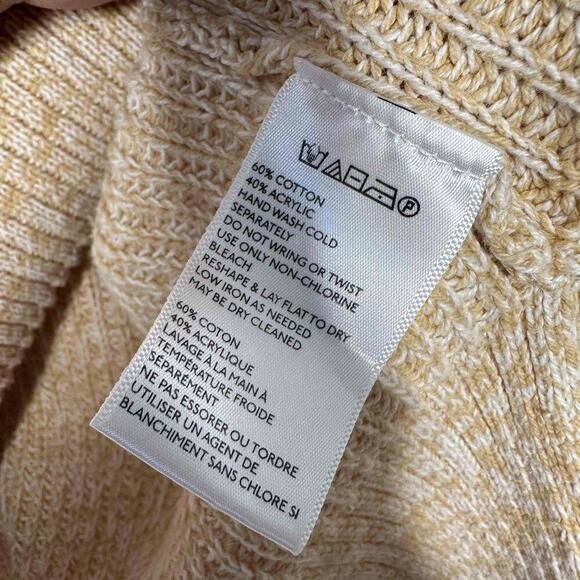 P
60% COTTON
40% ACRYLIC
HAND WASH COLD
SEPARATELY
DO NOT WRING OR TWIST
USE ONLY NON-CHLORINE
BLEACH
RESHAPE & LAY FLAT TO DRY
LOW IRON AS NEEDED
MAY BE DRY CLEANED
60% COTON
40% ACRYLIQUE
LAVAGE À LA MAIN À
TEMPÉRATURE FROIDE
SÉPARÉMENT
NE PAS ESSORER OU TORDRE
UTILISER UN AGENT DE
BLANCHIMENT SANS CHLORE SI